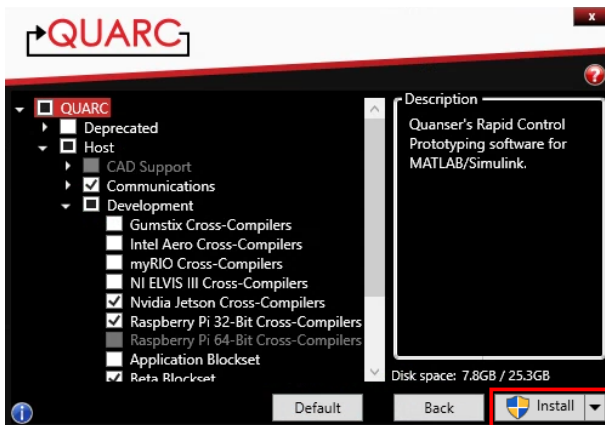 QUARC
x
?
QUARC
Deprecated
Host
CAD Support
Communications
Development
Gumstix Cross-Compilers
Intel Aero Cross-Compilers
myRIO Cross-Compilers
NI ELVIS III Cross-Compilers
Nvidia Jetson Cross-Compilers
Raspberry Pi 32-Bit Cross-Compilers
Raspberry Pi 64-Bit Cross-Compilers
Application Blockset
Beta Blockset
Description
Quanser's Rapid Control
Prototyping software for
MATLAB/Simulink.
Disk space: 7.8GB / 25.3GB
i
Default
Back
Install